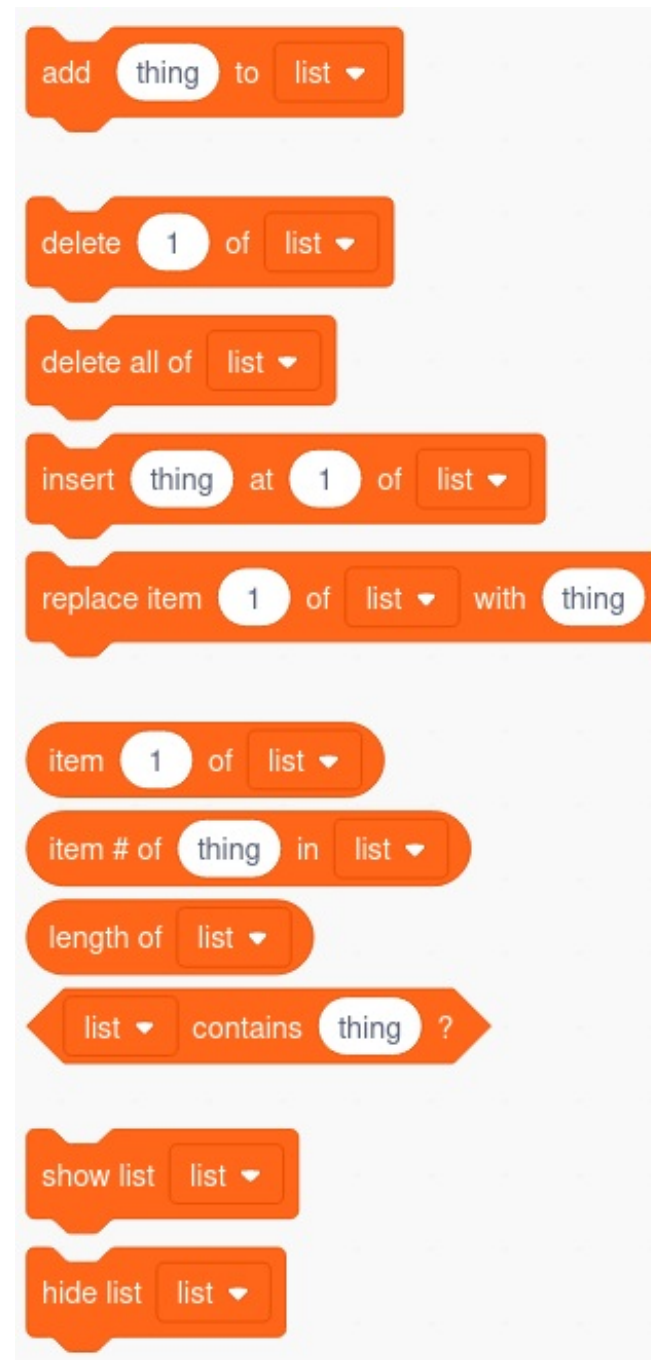 add thing to list
delete 1 of list
delete all of list
insert thing at 1 of list
replace item 1 of list with thing
item 1 of list
item # of thing in list
length of list
list contains thing ?
show list list
hide list list